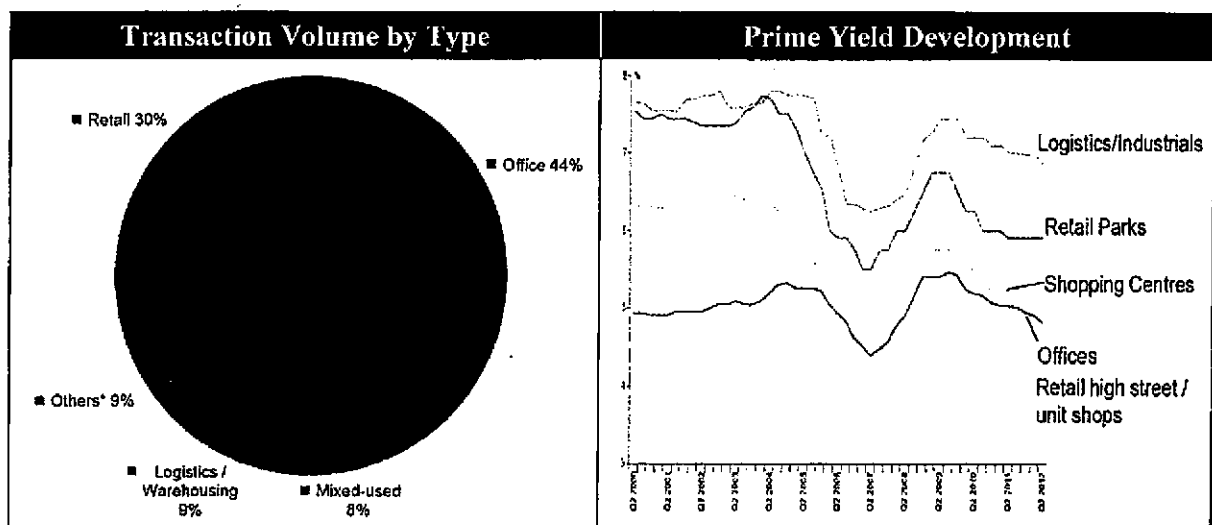 Transaction Volume by Type
Retail 30%
Office 44%
Others* 9%
Logistics /
Warehousing
9%
Mixed-used
8%
Prime Yield Development
Logistics/Industrials
Retail Parks
Shopping Centres
Offices
Retail high street /
unit shops